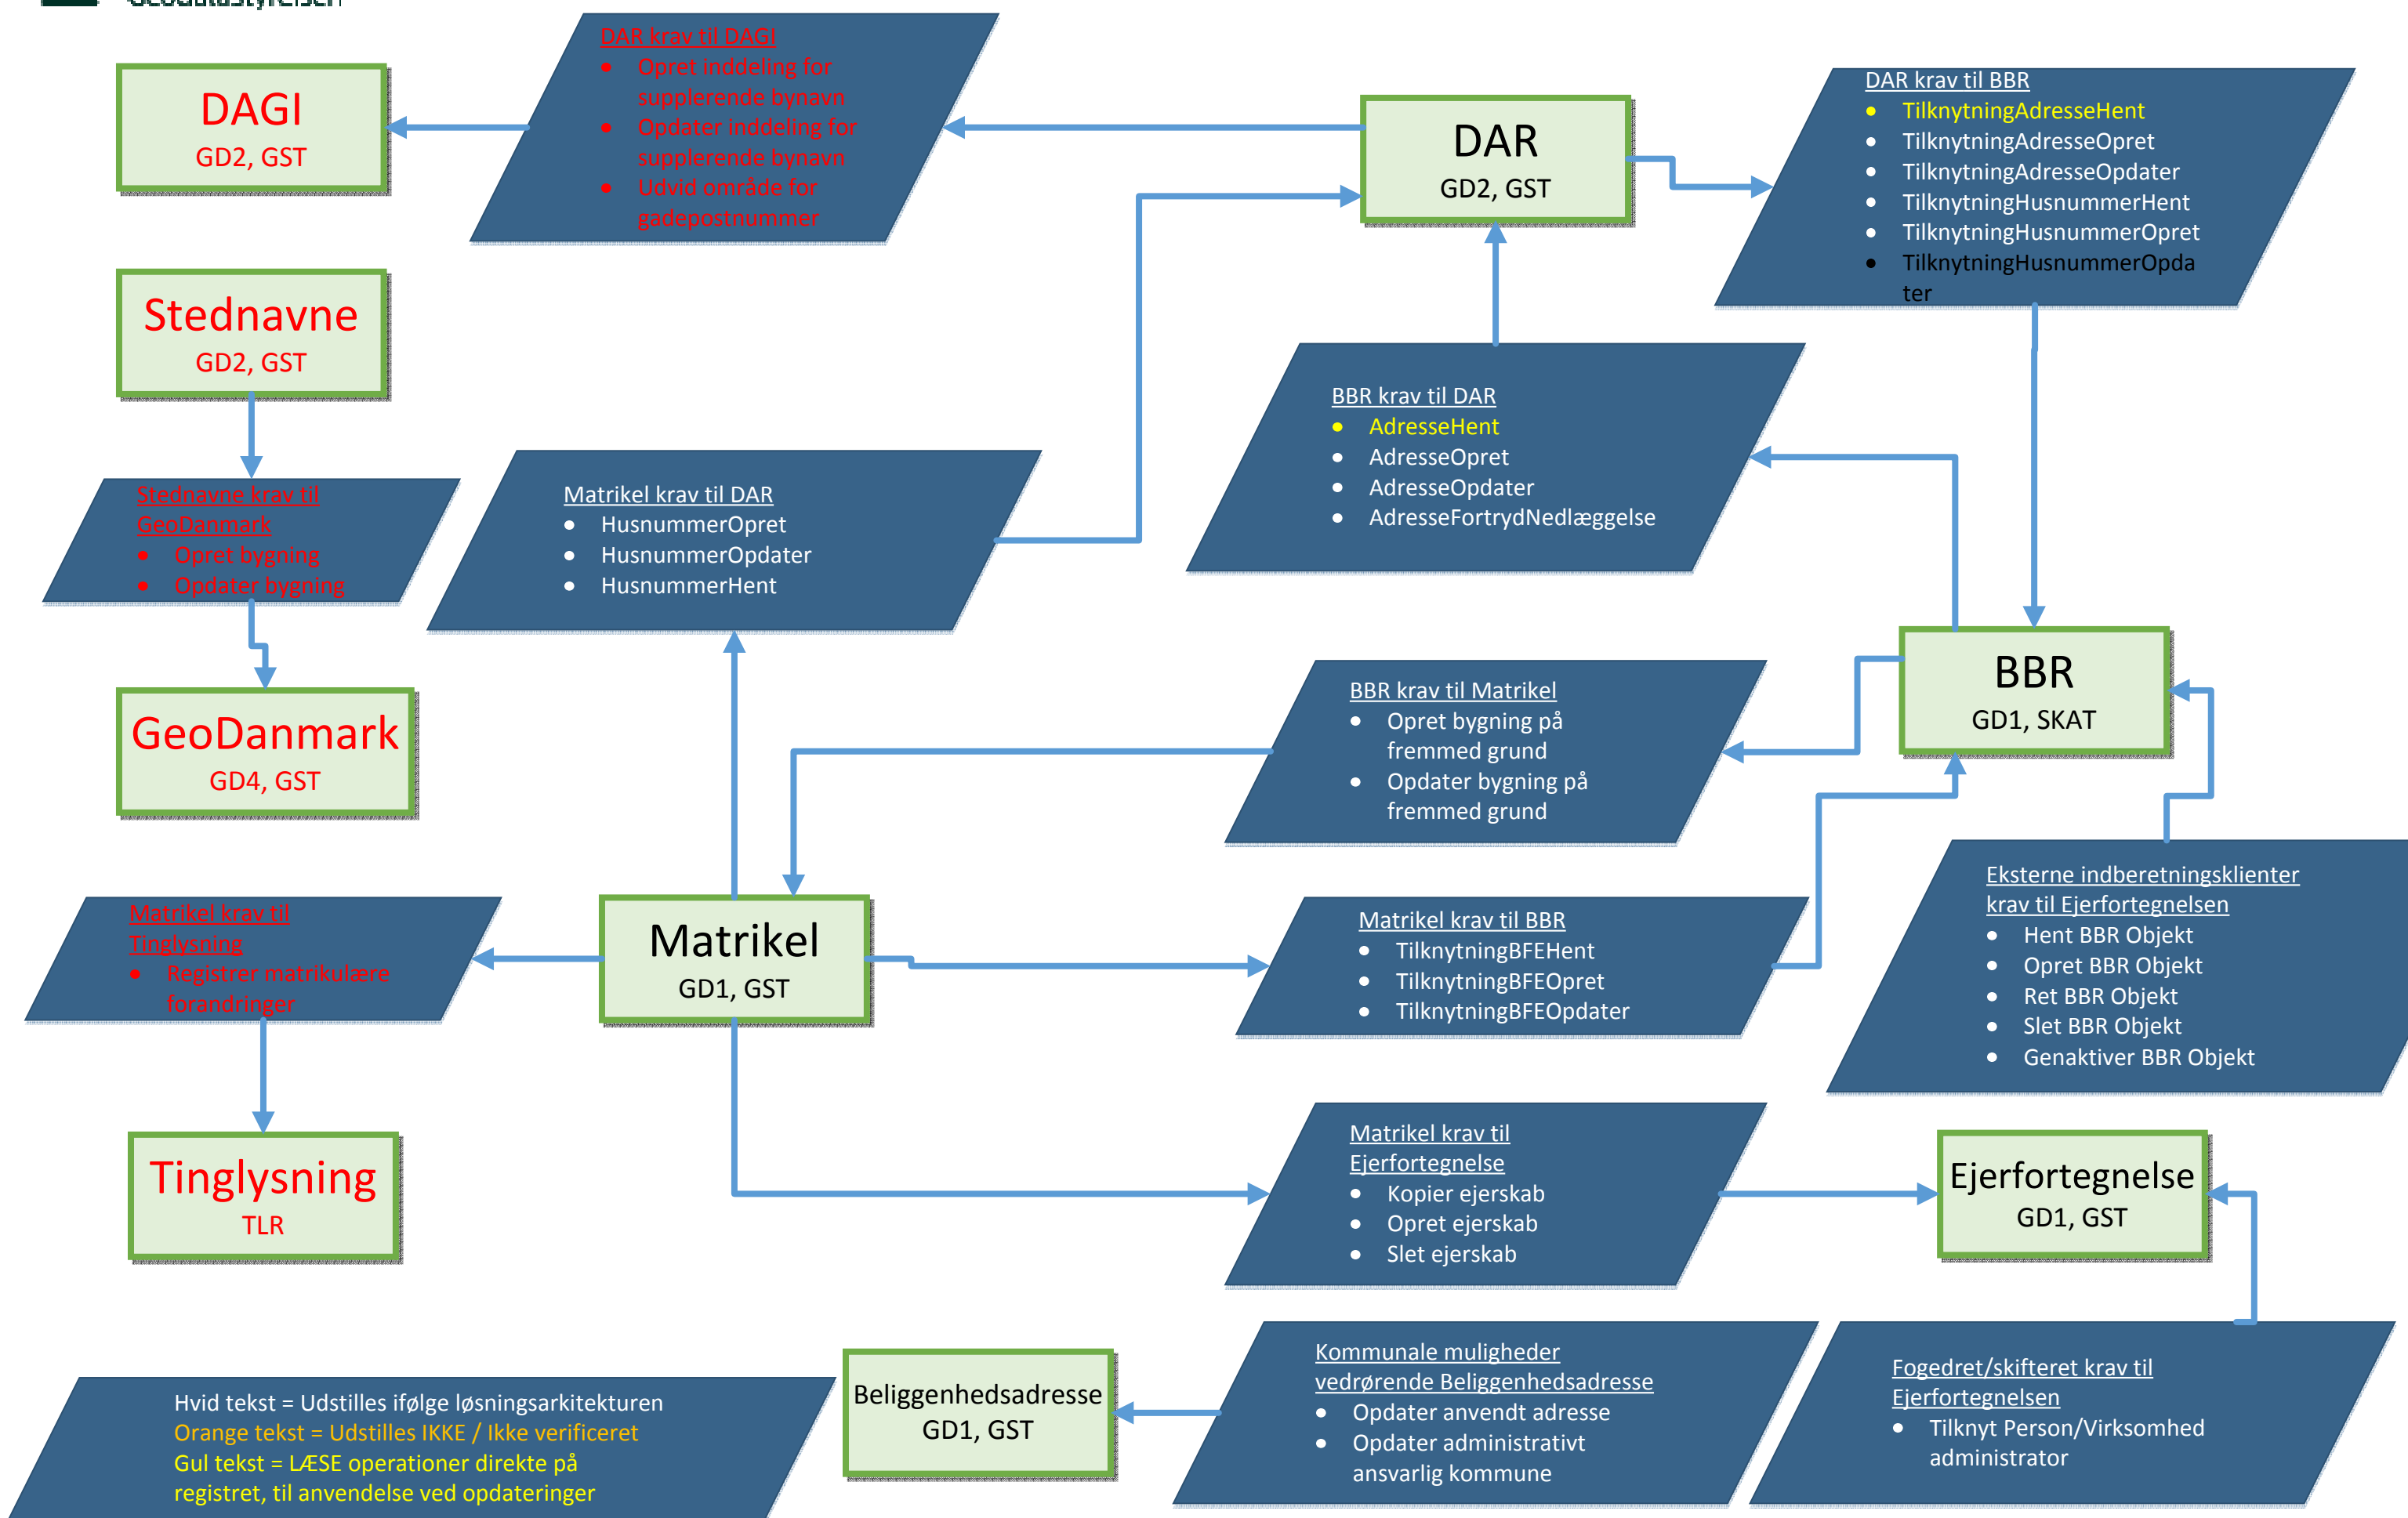 Geodatastyrelsen
DAR krav til DAGI
• Opret inddeling for
supplerende bynavn
• Opdater inddeling for
supplerende bynavn
• Udvid område for
gadepostnummer
DAGI
GD2, GST
DAR
GD2, GST
DAR krav til BBR
• TilknytningAdresseHent
• TilknytningAdresseOpret
• TilknytningAdresseOpdater
• TilknytningHusnummerHent
• TilknytningHusnummerOpret
• TilknytningHusnummerOpda
ter
Stednavne
GD2, GST
BBR krav til DAR
• AdresseHent
• AdresseOpret
• AdresseOpdater
• AdresseFortrydNedlæggelse
Stednavne krav til
GeoDanmark
• Opret bygning
• Opdater bygning
Matrikel krav til DAR
• HusnummerOpret
• HusnummerOpdater
• HusnummerHent
GeoDanmark
GD4, GST
BBR krav til Matrikel
• Opret bygning på
fremmed grund
• Opdater bygning på
fremmed grund
BBR
GD1, SKAT
Matrikel krav til
Tinglysning
• Registrer matrikulære
forandringer
Matrikel
GD1, GST
Matrikel krav til BBR
• TilknytningBFEHent
• TilknytningBFEOpret
• TilknytningBFEOpdater
Eksterne indberetningsklienter
krav til Ejerfortegnelsen
• Hent BBR Objekt
• Opret BBR Objekt
• Ret BBR Objekt
• Slet BBR Objekt
• Genaktiver BBR Objekt
Tinglysning
TLR
Matrikel krav til
Ejerfortegnelse
• Kopier ejerskab
• Opret ejerskab
• Slet ejerskab
Ejerfortegnelse
GD1, GST
Hvid tekst = Udstilles ifølge løsningsarkitekturen
Orange tekst = Udstilles IKKE / Ikke verificeret
Gul tekst = LÆSE operationer direkte på
registret, til anvendelse ved opdateringer
Beliggenhedsadresse
GD1, GST
Kommunale muligheder
vedrørende Beliggenhedsadresse
• Opdater anvendt adresse
• Opdater administrativt
ansvarlig kommune
Fogedret/skifteret krav til
Ejerfortegnelsen
• Tilknyt Person/Virksomhed
administrator